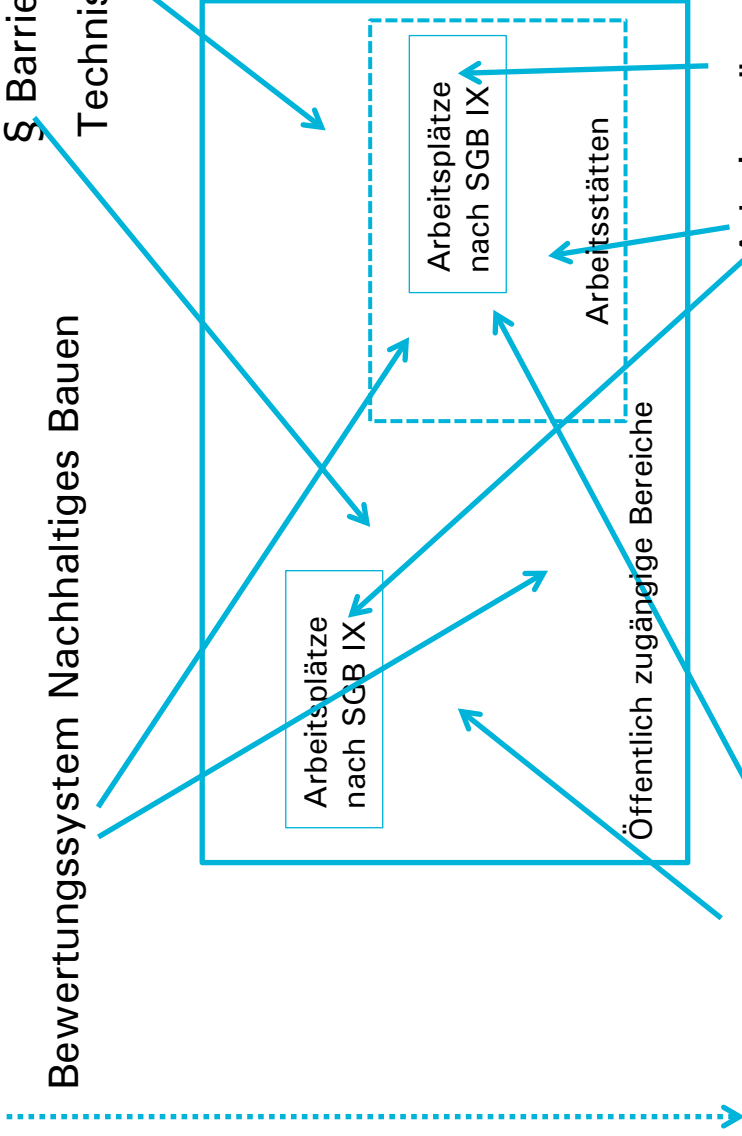 § Barrie
Technis
Bewertungssystem Nachhaltiges Bauen
Arbeitsplätze
nach SGB IX
Arbeitsstätten
Arbeitsplätze
nach SGB IX
Öffentlich zugängige Bereiche